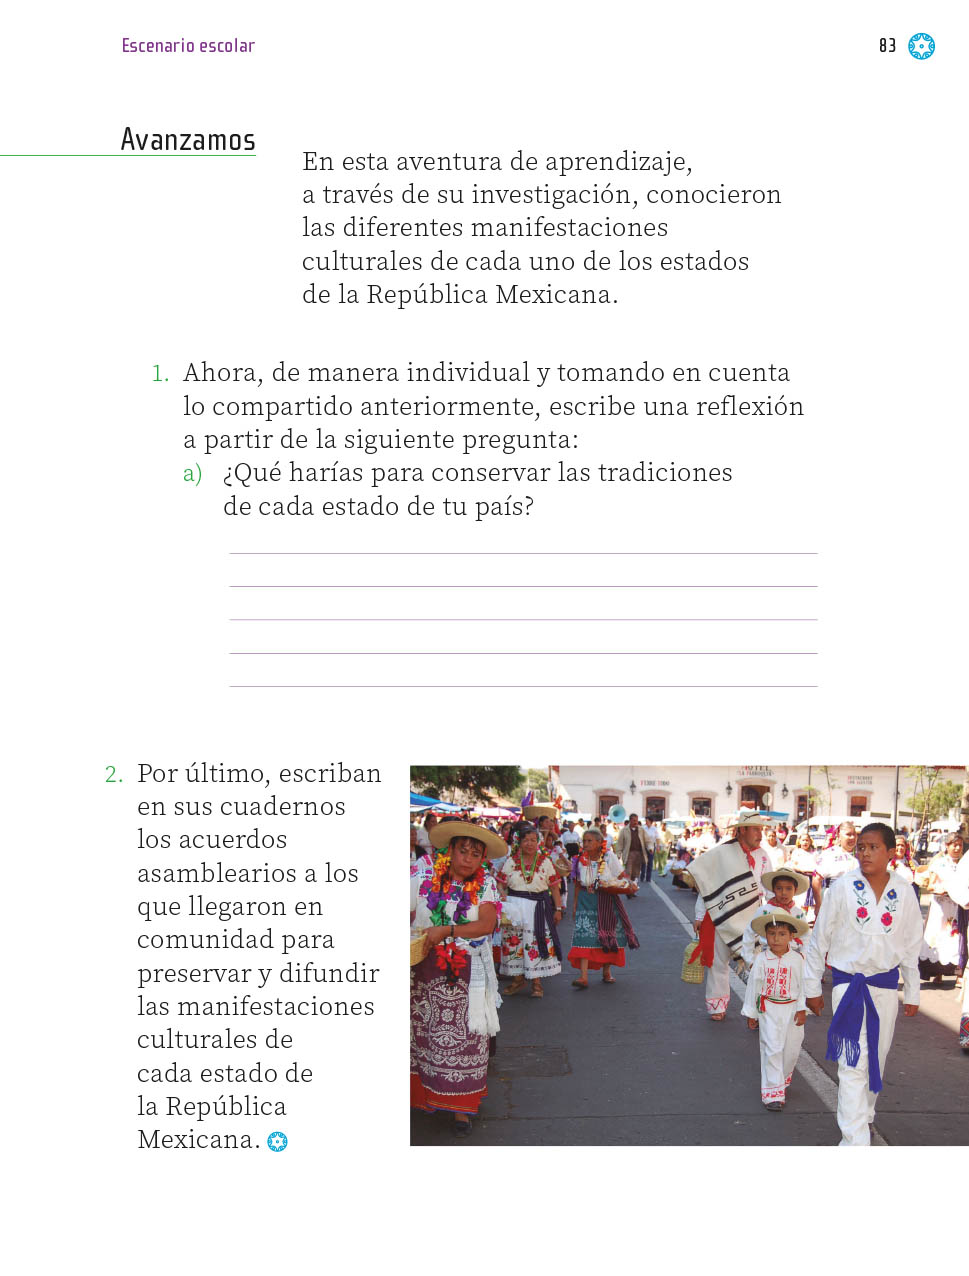 Escenario escolar
83
Avanzamos
En esta aventura de aprendizaje,
a través de su investigación, conocieron
las diferentes manifestaciones
culturales de cada uno de los estados
de la República Mexicana.
1. Ahora, de manera individual y tomando en cuenta
lo compartido anteriormente, escribe una reflexión
a partir de la siguiente pregunta:
a) ¿Qué harías para conservar las tradiciones
de cada estado de tu país?
2. Por último, escriban
en sus cuadernos
los acuerdos
asamblearios a los
que llegaron en
comunidad para
preservar y difundir
las manifestaciones
culturales de
cada estado de
la República
Mexicana.
HOTEL